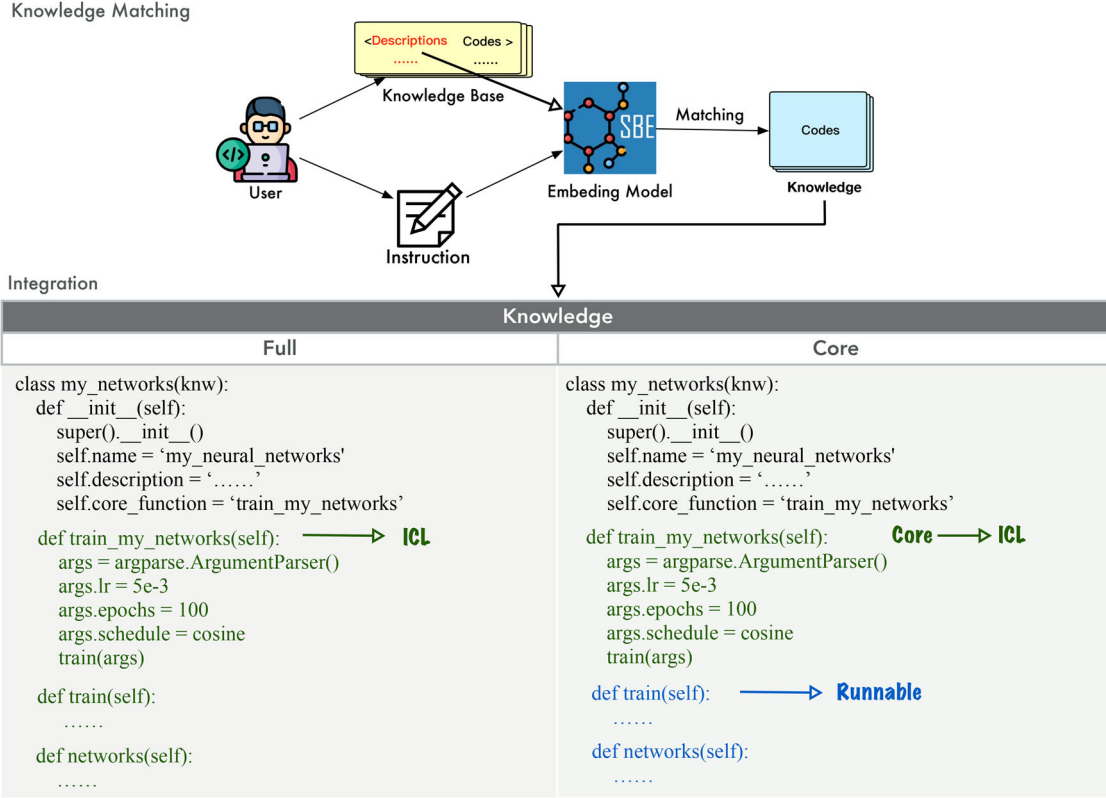 Knowledge Matching
<Descriptions Codes >
...... ......
Knowledge Base
</>
SBE
Matching
Codes
User
Embeding Model
Knowledge
Instruction
Integration
Knowledge
Full
Core
class my_networks(knw):
def __init__(self):
super().__init__()
self.name = ‘my_neural_networks'
self.description = ‘......’
self.core_function = ‘train_my_networks’
def train_my_networks(self): ICL
args = argparse.ArgumentParser()
args.lr = 5e-3
args.epochs = 100
args.schedule = cosine
train(args)
def train(self):
......
def networks(self):
......
class my_networks(knw):
def __init__(self):
super().__init__()
self.name = ‘my_neural_networks'
self.description = ‘......’
self.core_function = ‘train_my_networks’
def train_my_networks(self): Core ICL
args = argparse.ArgumentParser()
args.lr = 5e-3
args.epochs = 100
args.schedule = cosine
train(args)
def train(self): Runnable
......
def networks(self):
......